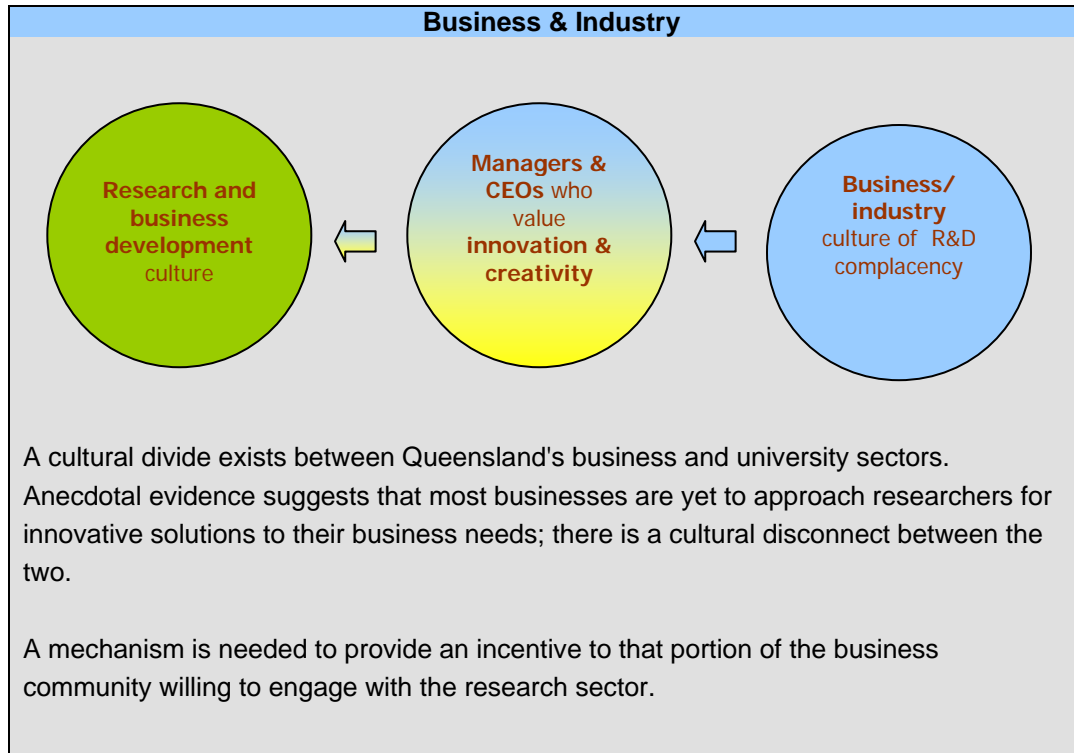 Business & Industry
Research and
business
development
culture
Managers &
CEOs who
value
innovation &
creativity
Business/
industry
culture of R&D
complacency
A cultural divide exists between Queensland's business and university sectors.
Anecdotal evidence suggests that most businesses are yet to approach researchers for
innovative solutions to their business needs; there is a cultural disconnect between the
two.
A mechanism is needed to provide an incentive to that portion of the business
community willing to engage with the research sector.